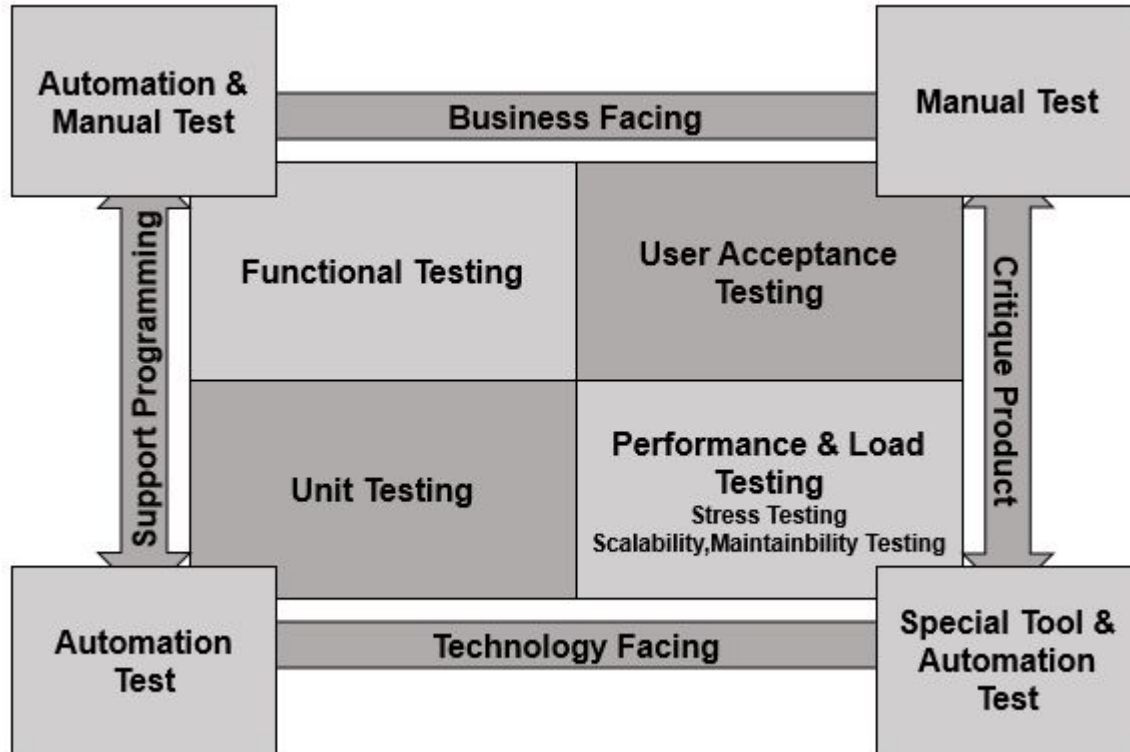 Automation &
Manual Test
Business Facing
Manual Test
Functional Testing
User Acceptance
Testing
Support Programming
Critique Product
Unit Testing
Performance & Load
Testing
Stress Testing
Scalability,Maintainbility Testing
Automation
Test
Technology Facing
Special Tool &
Automation
Test